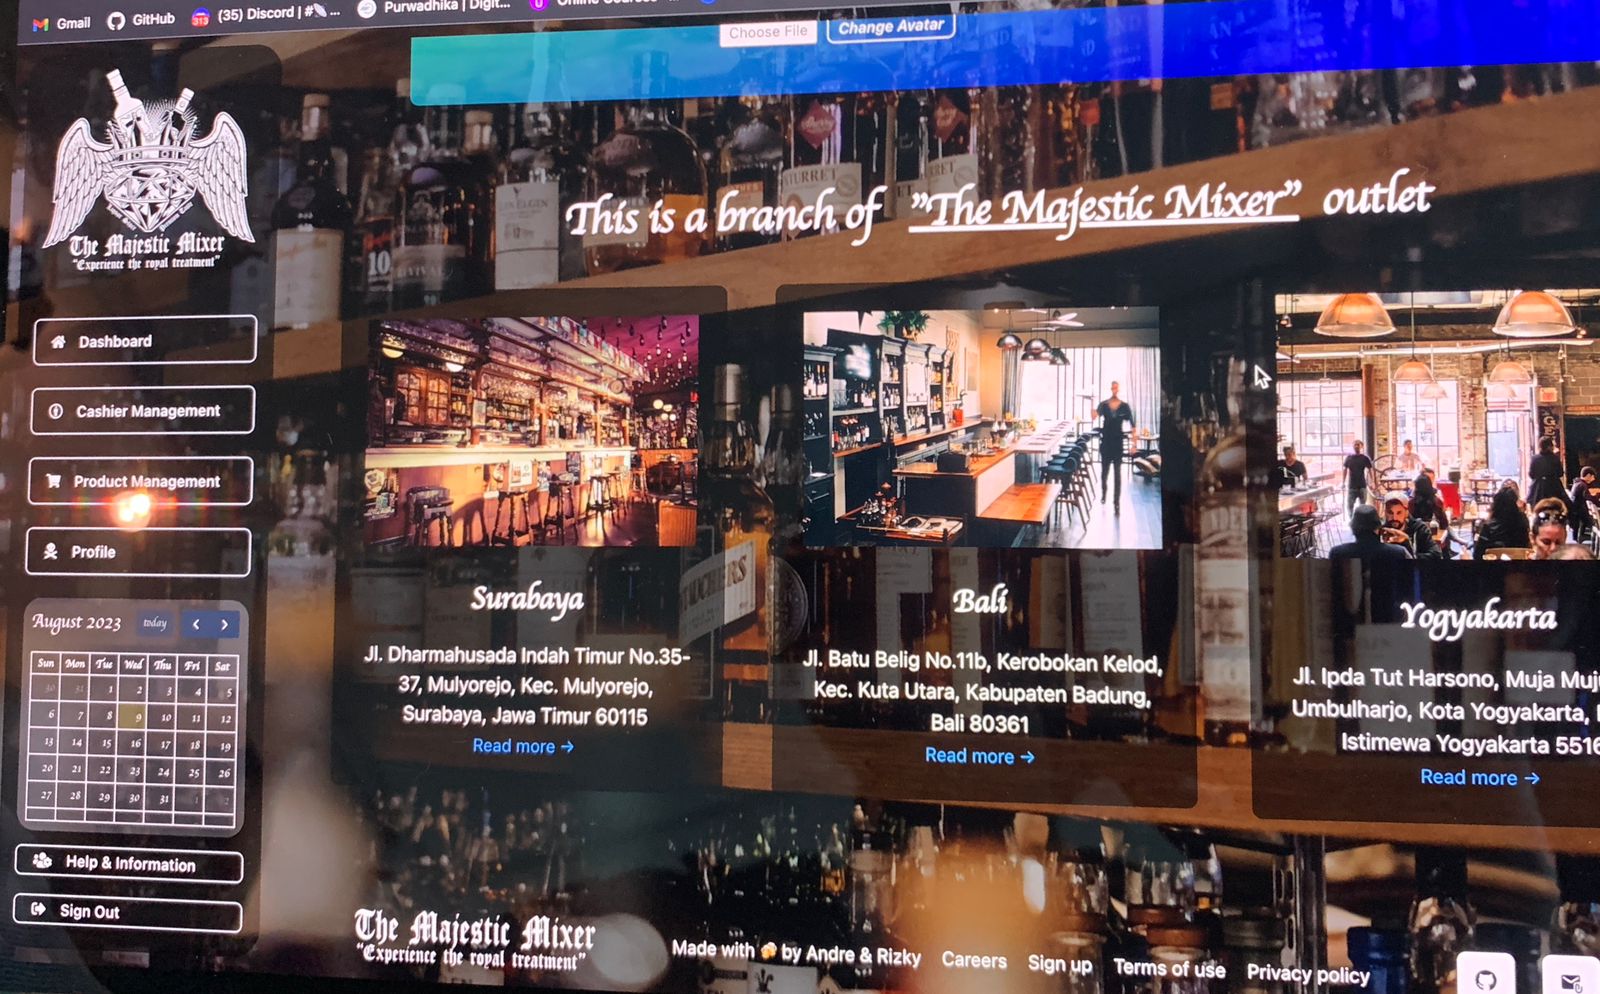 Gmail
GitHub
(35) Discord | #
Purwadhika | Digit...
Choose File
Change Avatar
The Majestic Mixer
"Experience the royal treatment"
This is a branch of "The Majestic Mixer" outlet
Dashboard
Cashier Management
Product Management
Profile
August 2023
today
Sun Mon Tue Wed Thu Fri Sat
30 31 1 2 3 4 5
6 7 8 9 10 11 12
13 14 15 16 17 18 19
20 21 22 23 24 25 26
27 28 29 30 31 1 2
Help & Information
Sign Out
Surabaya
Jl. Dharmahusada Indah Timur No.35-
37, Mulyorejo, Kec. Mulyorejo,
Surabaya, Jawa Timur 60115
Read more →
Bali
Jl. Batu Belig No.11b, Kerobokan Kelod,
Kec. Kuta Utara, Kabupaten Badung,
Bali 80361
Read more →
Yogyakarta
Jl. Ipda Tut Harsono, Muja Muj
Umbulharjo, Kota Yogyakarta,
Istimewa Yogyakarta 5516
Read more →
The Majestic Mixer
"Experience the royal treatment"
Made with by Andre & Rizky
Careers
Sign up
Terms of use
Privacy policy